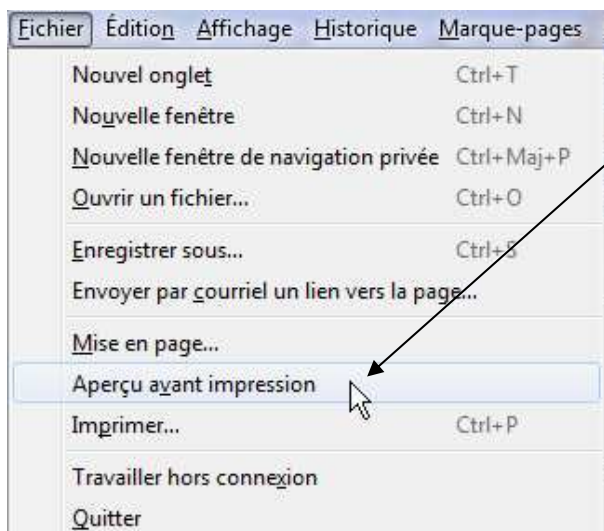 Fichier Édition Affichage Historique Marque-pages
Nouvel onglet Ctrl+T
Nouvelle fenêtre Ctrl+N
Nouvelle fenêtre de navigation privée Ctrl+Maj+P
Ouvrir un fichier... Ctrl+O
Enregistrer sous... Ctrl+S
Envoyer par courriel un lien vers la page...
Mise en page...
Aperçu avant impression
Imprimer... Ctrl+P
Travailler hors connexion
Quitter